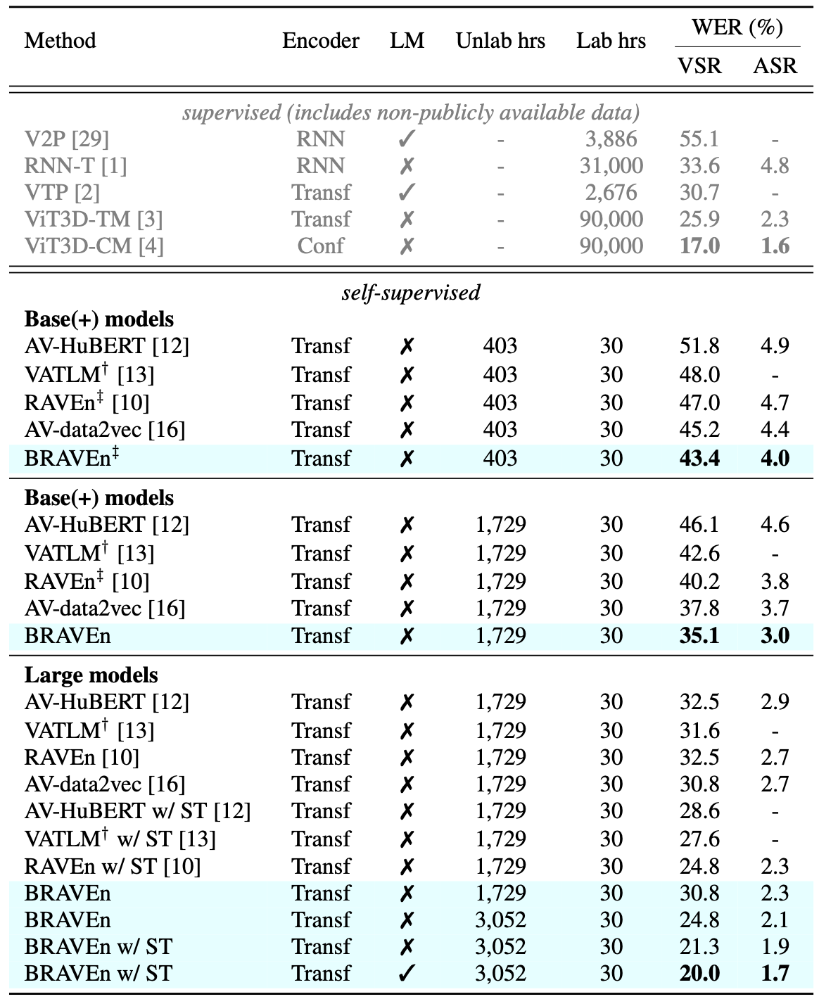 Method Encoder LM Unlab hrs Lab hrs WER (%)
VSR ASR
supervised (includes non-publicly available data)
V2P [29] RNN ✓ - 3,886 55.1 -
RNN-T [1] RNN ✗ - 31,000 33.6 4.8
VTP [2] Transf ✓ - 2,676 30.7 -
ViT3D-TM [3] Transf ✗ - 90,000 25.9 2.3
ViT3D-CM [4] Conf ✗ - 90,000 17.0 1.6
self-supervised
Base(+) models
AV-HuBERT [12] Transf ✗ 403 30 51.8 4.9
VATLM† [13] Transf ✗ 403 30 48.0 -
RAVEn‡ [10] Transf ✗ 403 30 47.0 4.7
AV-data2vec [16] Transf ✗ 403 30 45.2 4.4
BRAVEn‡ Transf ✗ 403 30 43.4 4.0
Base(+) models
AV-HuBERT [12] Transf ✗ 1,729 30 46.1 4.6
VATLM† [13] Transf ✗ 1,729 30 42.6 -
RAVEn‡ [10] Transf ✗ 1,729 30 40.2 3.8
AV-data2vec [16] Transf ✗ 1,729 30 37.8 3.7
BRAVEn Transf ✗ 1,729 30 35.1 3.0
Large models
AV-HuBERT [12] Transf ✗ 1,729 30 32.5 2.9
VATLM† [13] Transf ✗ 1,729 30 31.6 -
RAVEn [10] Transf ✗ 1,729 30 32.5 2.7
AV-data2vec [16] Transf ✗ 1,729 30 30.8 2.7
AV-HuBERT w/ ST [12] Transf ✗ 1,729 30 28.6 -
VATLM† w/ ST [13] Transf ✗ 1,729 30 27.6 -
RAVEn w/ ST [10] Transf ✗ 1,729 30 24.8 2.3
BRAVEn Transf ✗ 1,729 30 30.8 2.3
BRAVEn Transf ✗ 3,052 30 24.8 2.1
BRAVEn w/ ST Transf ✗ 3,052 30 21.3 1.9
BRAVEn w/ ST Transf ✓ 3,052 30 20.0 1.7